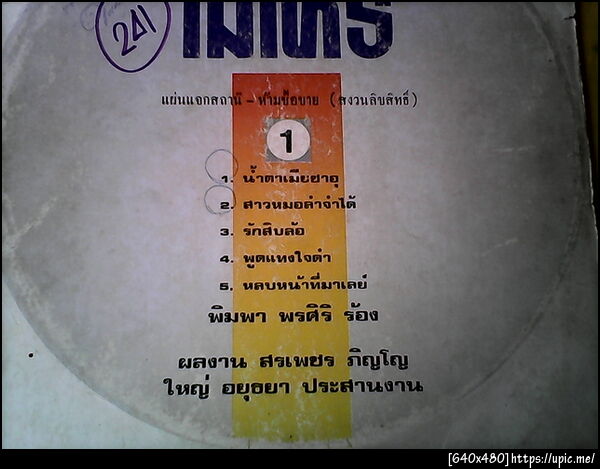 241
ไมเคร์
แผ่นแจกสถานี - ห้ามซื้อขาย (สงวนลิขสิทธิ์)
1
1. น้ำตาเมียซาอุ
2. สาวหมอลำจำได้
3. รักสิบล้อ
4. พูดแทงใจดำ
5. หลบหน้าที่มาเลย์
พิมพา พรศิริ ร้อง
ผลงาน สรเพชร ภิญโญ
ใหญ่ อยุธยา ประสานงาน
[640x480]https://upic.me/